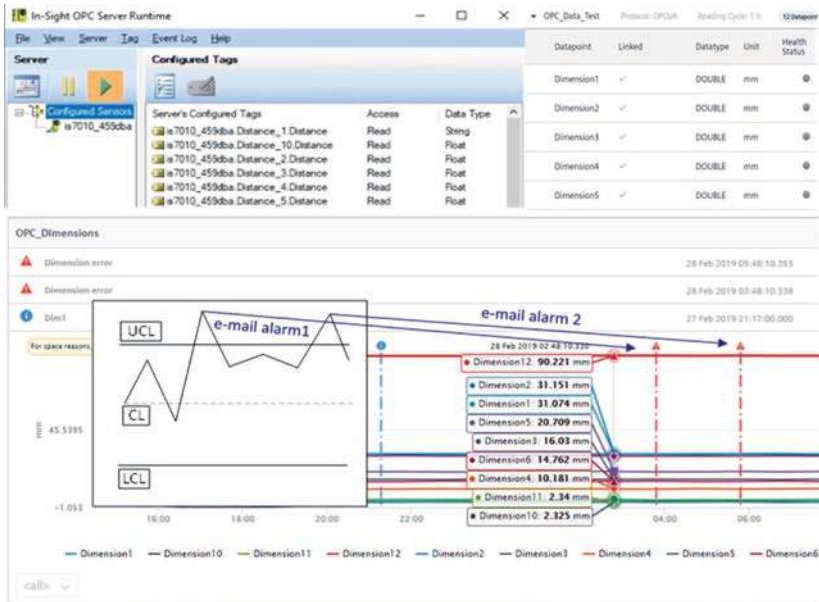 In-Sight OPC Server Runtime
File View Server Tag Event Log Help
Server
Configured Sensors
is7010_459dba
Configured Tags
Server's Configured Tags Access Data Type
is7010_459dba.Distance_1.Distance Read String
is7010_459dba.Distance_10.Distance Read Float
is7010_459dba.Distance_2.Distance Read Float
is7010_459dba.Distance_3.Distance Read Float
is7010_459dba.Distance_4.Distance Read Float
is7010_459dba.Distance_5.Distance Read Float
OPC_Data_Test Protocol: OPCUA Reading Cycle: 1 h 12 Datapoint
Datapoint Linked Datatype Unit Health Status
Dimension1 DOUBLE mm
Dimension2 DOUBLE mm
Dimension3 DOUBLE mm
Dimension4 DOUBLE mm
Dimension5 DOUBLE mm
OPC_DImensions
Dimension error 28 Feb 2019 05:48:10.353
Dimension error 28 Feb 2019 03:48:10.338
Dim1 27 Feb 2019 21:17:00.000
For space reasons,
UCL
CL
LCL
e-mail alarm1
e-mail alarm 2
28 Feb 2019 02:48:10.330
Dimension12: 90.221 mm
Dimension2: 31.151 mm
Dimension1: 31.074 mm
Dimension5: 20.709 mm
Dimension3: 16.03 mm
Dimension6: 14.762 mm
Dimension4: 10.181 mm
Dimension11: 2.34 mm
Dimension10: 2.325 mm
mm
45.5395
-1.053
16:00 18:00 20:00 22:00 04:00 06:00
Dimension1 Dimension10 Dimension11 Dimension12 Dimension2 Dimension3 Dimension4 Dimension5 Dimension6
<all>